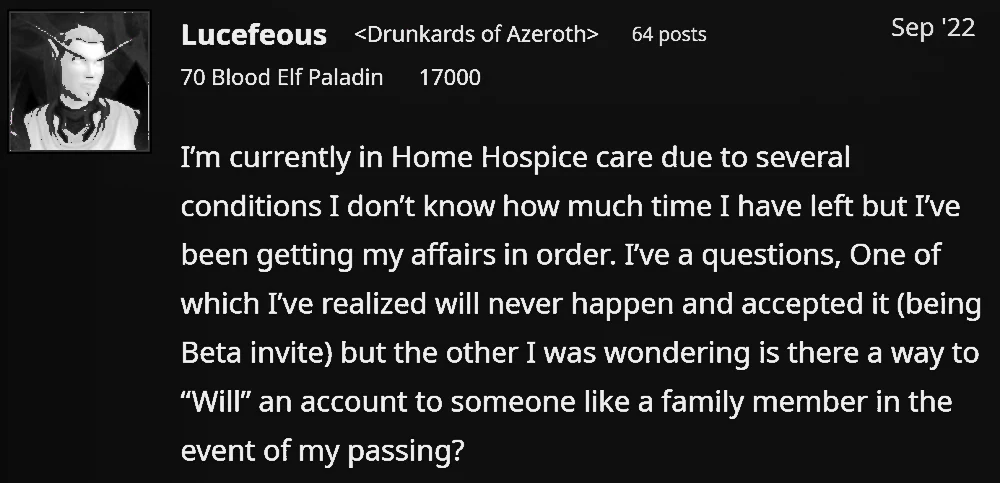 Lucefeous <Drunkards of Azeroth> 64 posts Sep '22
70 Blood Elf Paladin 17000
I’m currently in Home Hospice care due to several
conditions I don’t know how much time I have left but I’ve
been getting my affairs in order. I’ve a questions, One of
which I’ve realized will never happen and accepted it (being
Beta invite) but the other I was wondering is there a way to
“Will” an account to someone like a family member in the
event of my passing?